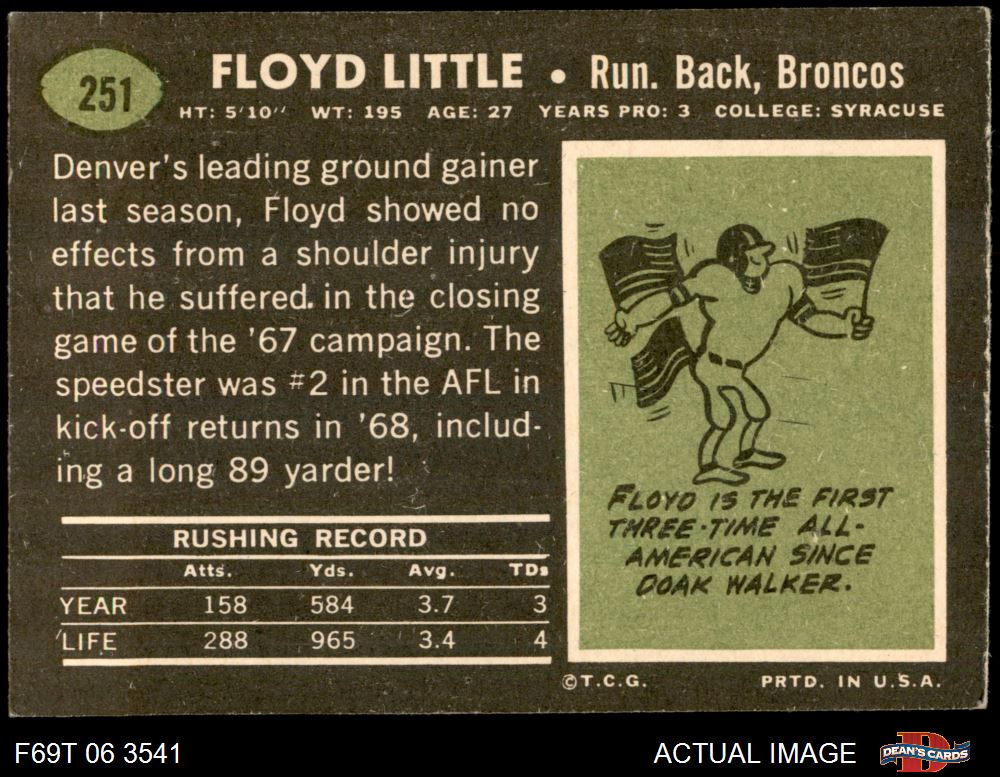 251
FLOYD LITTLE • Run. Back, Broncos
HT: 5'10'' WT: 195 AGE: 27 YEARS PRO: 3 COLLEGE: SYRACUSE
Denver's leading ground gainer
last season, Floyd showed no
effects from a shoulder injury
that he suffered. in the closing
game of the '67 campaign. The
speedster was #2 in the AFL in
kick-off returns in '68, includ-
ing a long 89 yarder!
RUSHING RECORD
Atts. Yds. Avg. TDs
YEAR 158 584 3.7 3
LIFE 288 965 3.4 4
FLOYD IS THE FIRST
THREE-TIME ALL-
AMERICAN SINCE
DOAK WALKER.
©T.C.G. PRTD. IN U.S.A.
F69T 06 3541 ACTUAL IMAGE DEAN'S CARDS